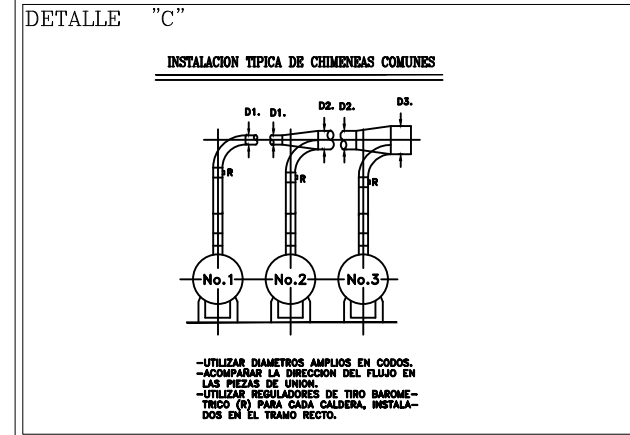 DETALLE "C"
INSTALACION TIPICA DE CHIMENEAS COMUNES
D1. D1. D2. D2. D3.
R R R
No.1 No.2 No.3
-UTILIZAR DIAMETROS AMPLIOS EN CODOS.
-ACOMPAÑAR LA DIRECCION DEL FLUJO EN
LAS PIEZAS DE UNION.
-UTILIZAR REGULADORES DE TIRO BAROME-
TRICO (R) PARA CADA CALDERA, INSTALA-
DOS EN EL TRAMO RECTO.